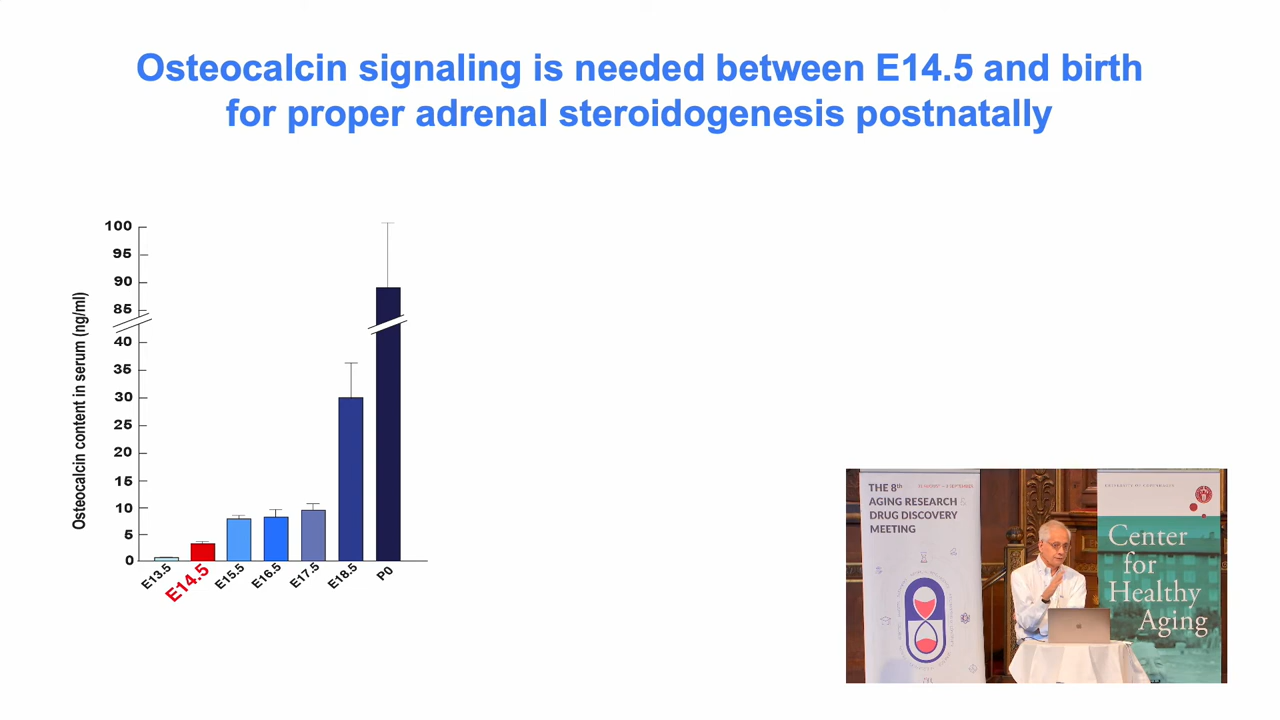 Osteocalcin signaling is needed between E14.5 and birth
for proper adrenal steroidogenesis postnatally
Osteocalcin content in serum (ng/ml)
100
95
90
85
40
35
30
25
20
15
10
5
0
E13.5
E14.5
E15.5
E16.5
E17.5
E18.5
P0
THE 8th
AGING RESEARCH &
DRUG DISCOVERY
MEETING
UNIVERSITY OF COPENHAGEN
Center
for
Healthy
Aging